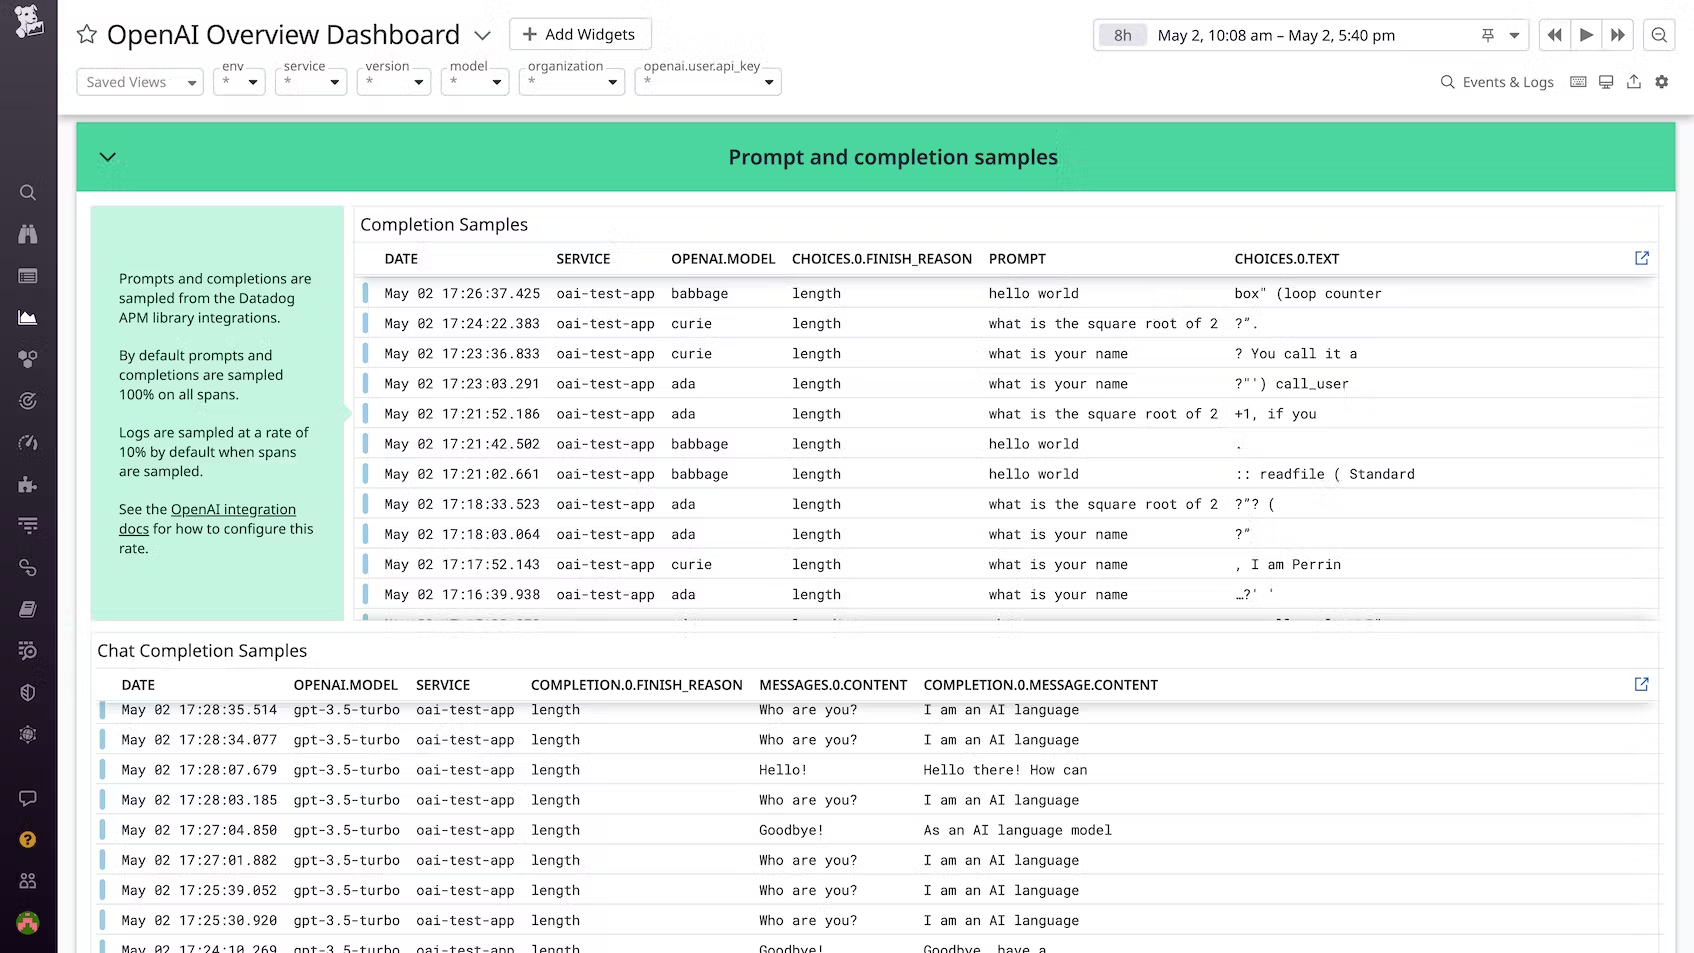 OpenAI Overview Dashboard
+ Add Widgets
8h May 2, 10:08 am – May 2, 5:40 pm
Saved Views
env *
service *
version *
model *
organization *
openai.user.api_key *
Events & Logs
Prompt and completion samples
Prompts and completions are
sampled from the Datadog
APM library integrations.
By default prompts and
completions are sampled
100% on all spans.
Logs are sampled at a rate of
10% by default when spans
are sampled.
See the OpenAI integration
docs for how to configure this
rate.
Completion Samples
DATE SERVICE OPENAI.MODEL CHOICES.0.FINISH_REASON PROMPT CHOICES.0.TEXT
May 02 17:26:37.425 oai-test-app babbage length hello world box" (loop counter
May 02 17:24:22.383 oai-test-app curie length what is the square root of 2 ?”.
May 02 17:23:36.833 oai-test-app curie length what is your name ? You call it a
May 02 17:23:03.291 oai-test-app ada length what is your name ?"') call_user
May 02 17:21:52.186 oai-test-app ada length what is the square root of 2 +1, if you
May 02 17:21:42.502 oai-test-app babbage length hello world .
May 02 17:21:02.661 oai-test-app babbage length hello world :: readfile ( Standard
May 02 17:18:33.523 oai-test-app ada length what is the square root of 2 ?”? (
May 02 17:18:03.064 oai-test-app ada length what is your name ?”
May 02 17:17:52.143 oai-test-app curie length what is your name , I am Perrin
May 02 17:16:39.938 oai-test-app ada length what is your name …?' '
Chat Completion Samples
DATE OPENAI.MODEL SERVICE COMPLETION.0.FINISH_REASON MESSAGES.0.CONTENT COMPLETION.0.MESSAGE.CONTENT
May 02 17:28:35.514 gpt-3.5-turbo oai-test-app length Who are you? I am an AI language
May 02 17:28:34.077 gpt-3.5-turbo oai-test-app length Who are you? I am an AI language
May 02 17:28:07.679 gpt-3.5-turbo oai-test-app length Hello! Hello there! How can
May 02 17:28:03.185 gpt-3.5-turbo oai-test-app length Who are you? I am an AI language
May 02 17:27:04.850 gpt-3.5-turbo oai-test-app length Goodbye! As an AI language model
May 02 17:27:01.882 gpt-3.5-turbo oai-test-app length Who are you? I am an AI language
May 02 17:25:39.052 gpt-3.5-turbo oai-test-app length Who are you? I am an AI language
May 02 17:25:30.920 gpt-3.5-turbo oai-test-app length Who are you? I am an AI language
May 02 17:24:10.269 gpt-3.5-turbo oai-test-app length Goodbye! Goodbye, have a